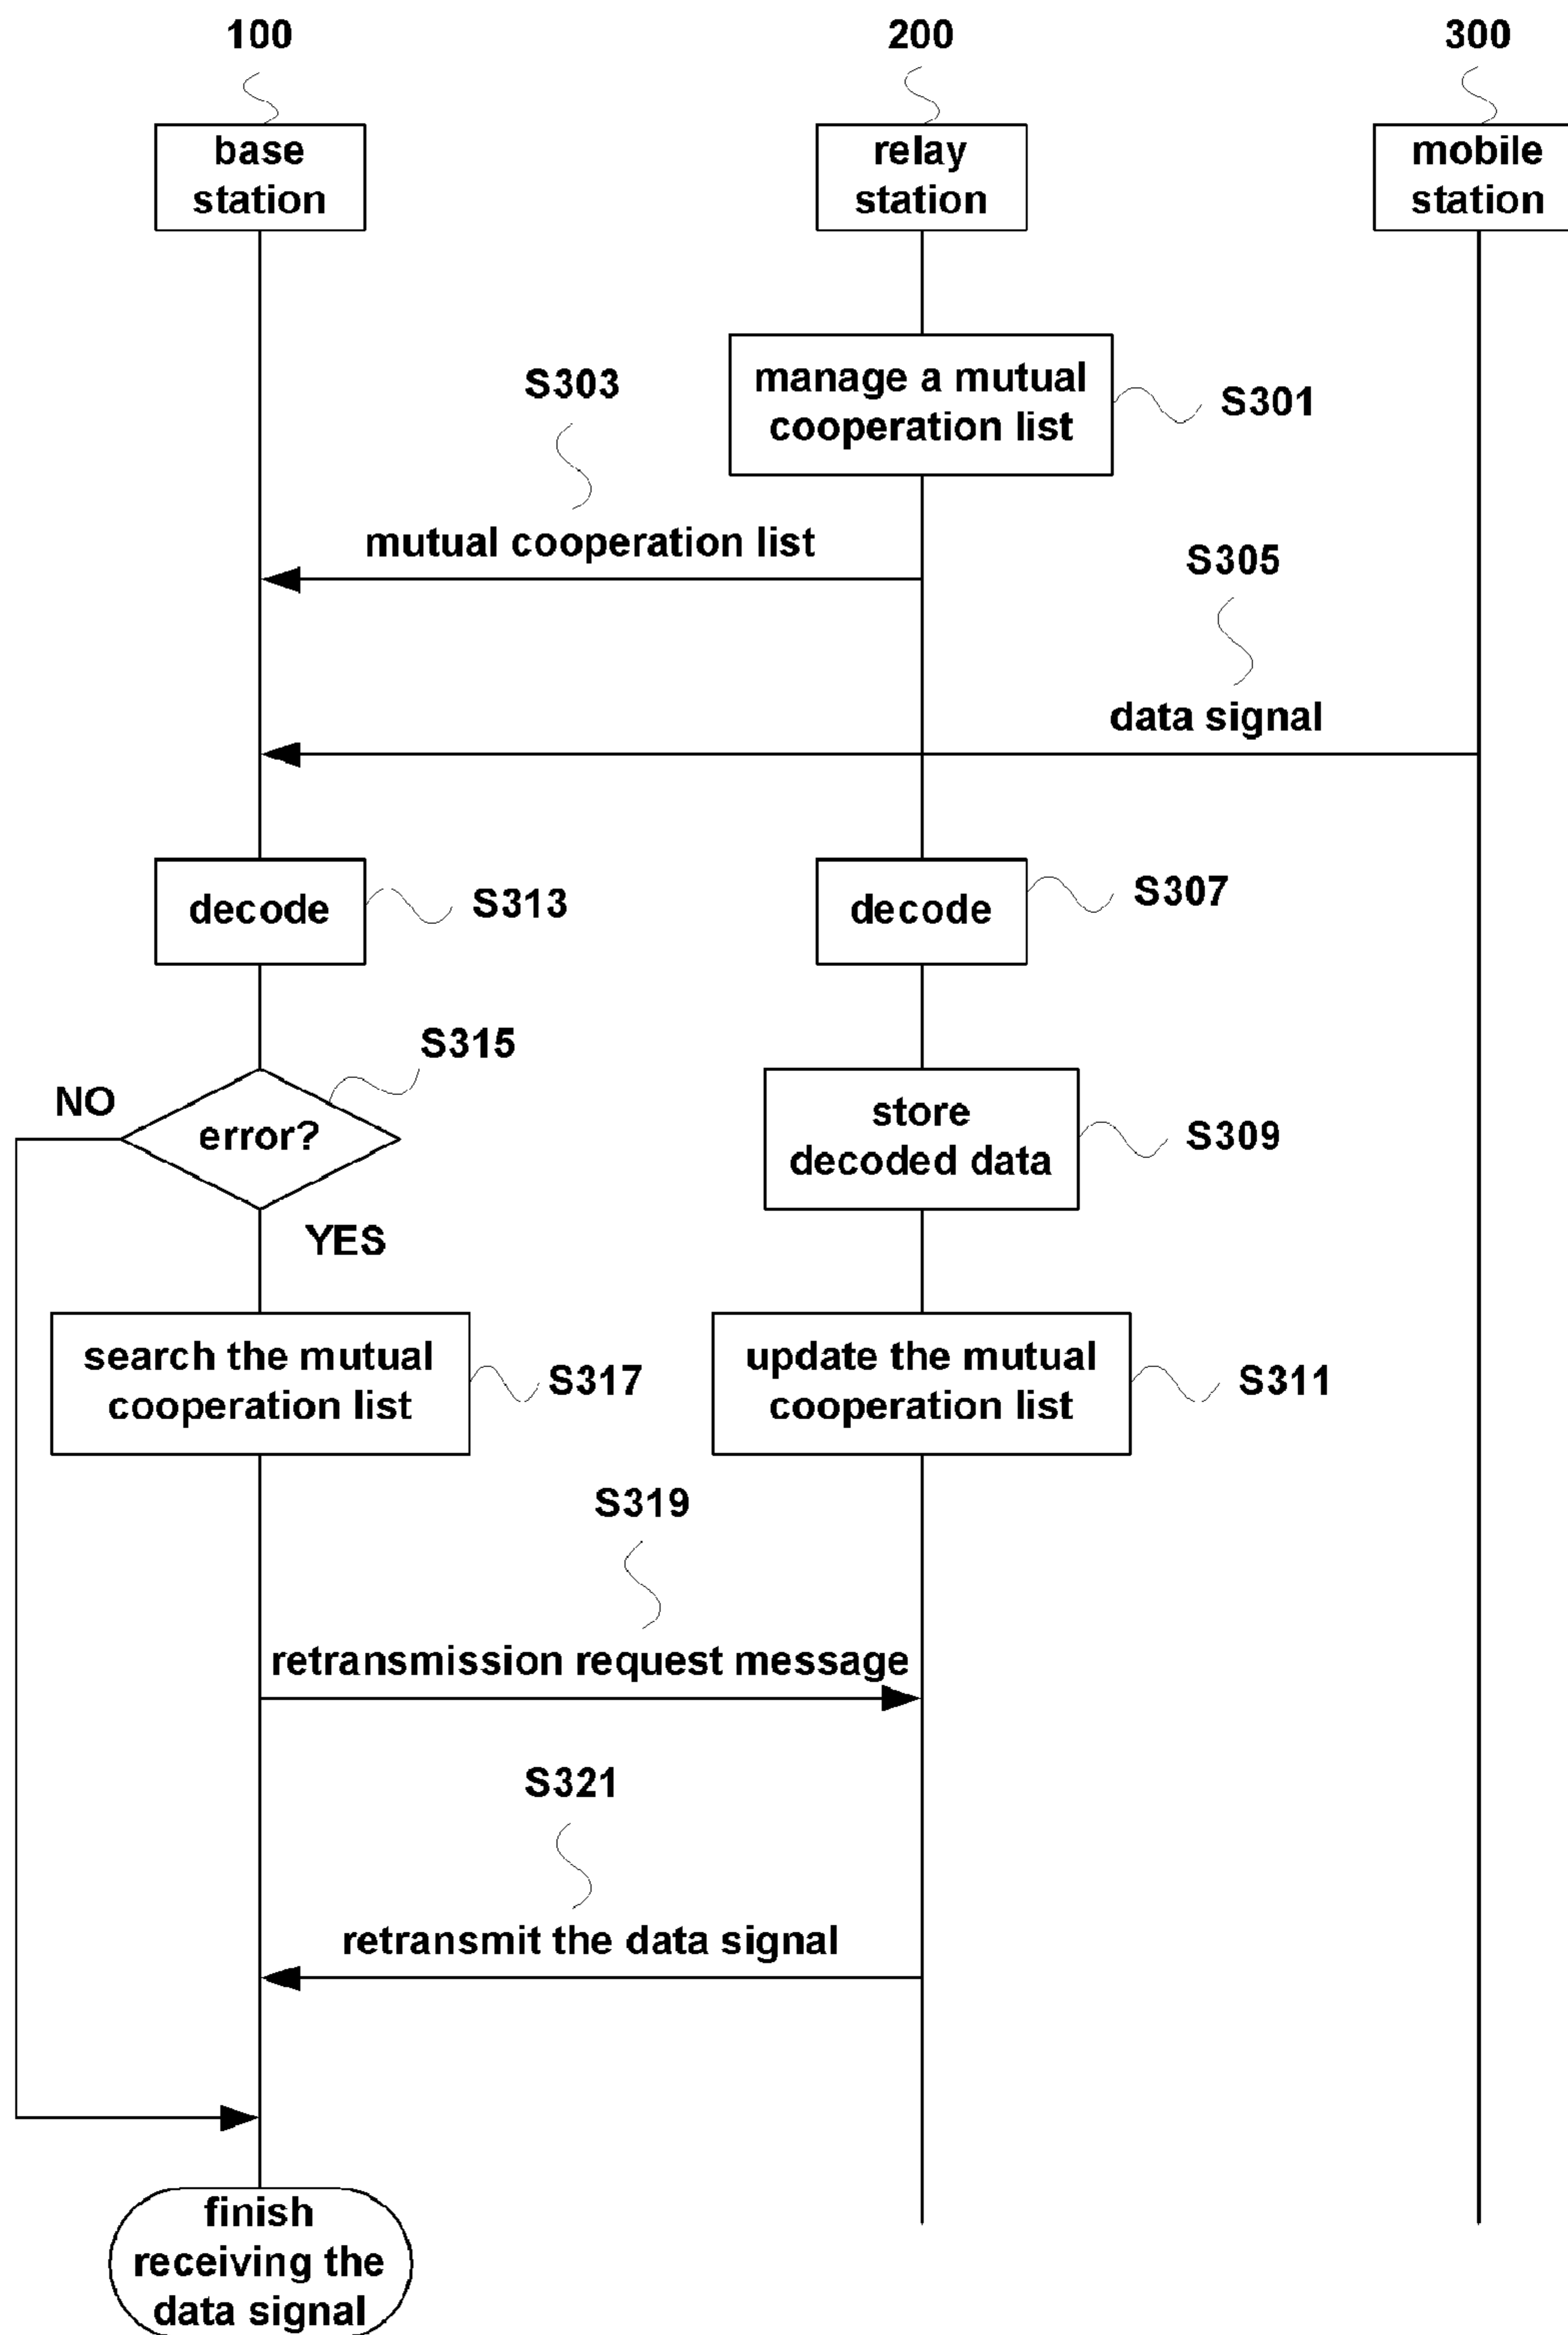 100
200
300
base
station
relay
station
mobile
station
manage a mutual
cooperation list
S301
S303
mutual cooperation list
S305
data signal
decode
S313
decode
S307
S315
NO
error?
YES
store
decoded data
S309
search the mutual
cooperation list
S317
update the mutual
cooperation list
S311
S319
retransmission request message
S321
retransmit the data signal
finish
receiving the
data signal